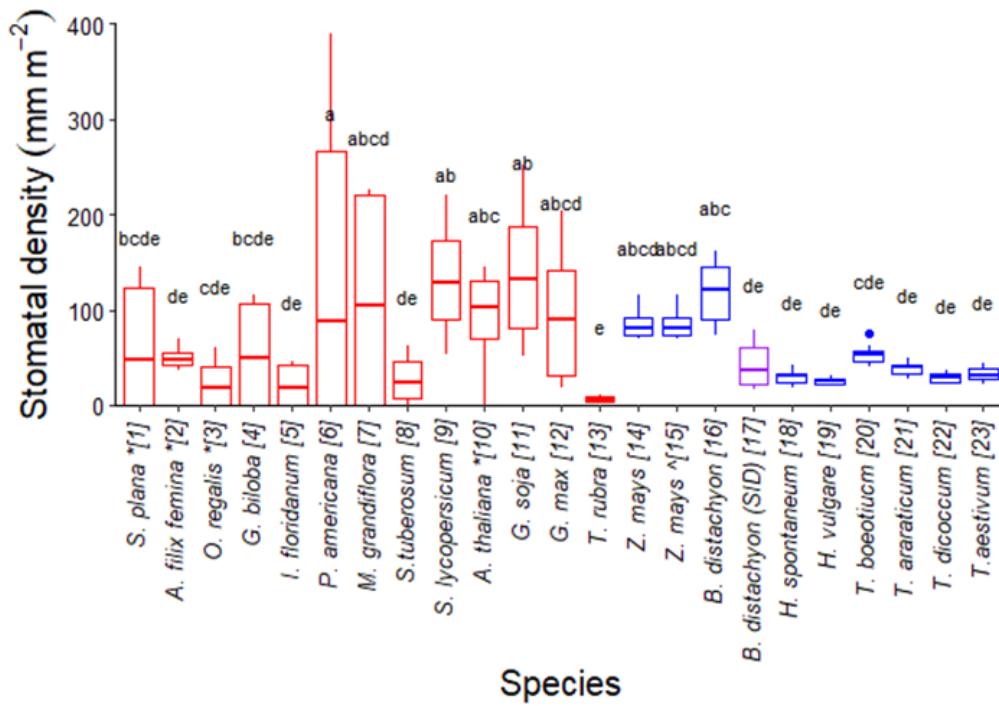 Stomatal density (mm m⁻²)
400
300
200
100
0
bcde
de
cde
bcde
de
a
abcd
de
ab
abc
ab
abcd
e
abcd
abcd
abc
de
de
de
cde
de
de
de
S. plana *[1]
A. filix femina *[2]
O. regalis *[3]
G. biloba [4]
I. floridanum [5]
P. americana [6]
M. grandiflora [7]
S.tuberosum [8]
S. lycopersicum [9]
A. thaliana *[10]
G. soja [11]
G. max [12]
T. rubra [13]
Z. mays [14]
Z. mays ^[15]
B. distachyon [16]
B. distachyon (SID) [17]
H. spontaneum [18]
H. vulgare [19]
T. boeotiucm [20]
T. araraticum [21]
T. dicoccum [22]
T.aestivum [23]
Species